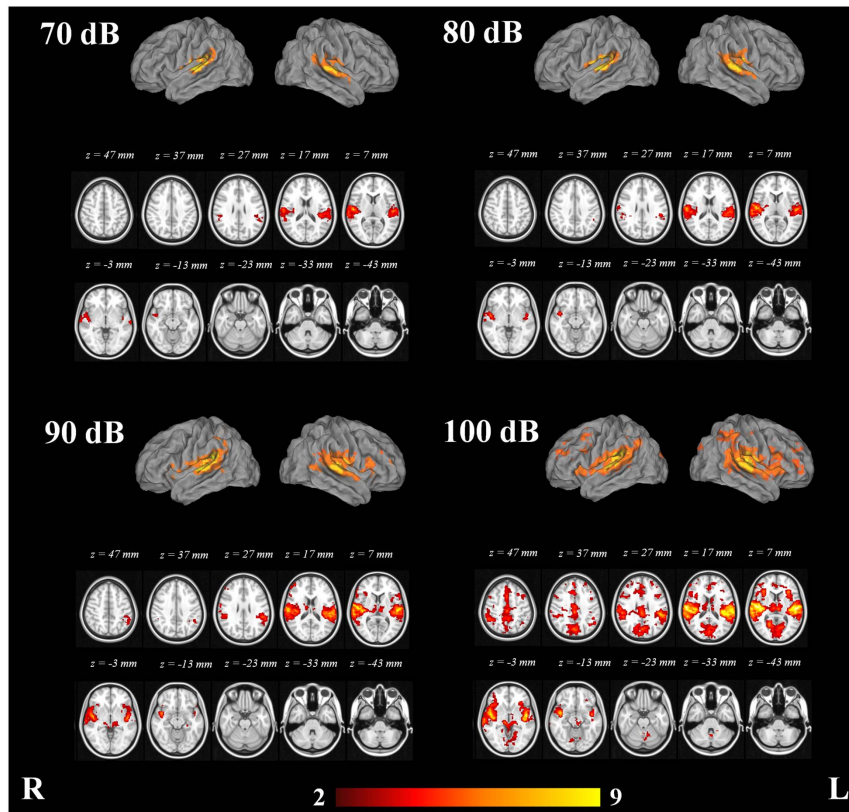 70 dB
80 dB
z = 47 mm z = 37 mm z = 27 mm z = 17 mm z = 7 mm
z = 47 mm z = 37 mm z = 27 mm z = 17 mm z = 7 mm
z = -3 mm z = -13 mm z = -23 mm z = -33 mm z = -43 mm
z = -3 mm z = -13 mm z = -23 mm z = -33 mm z = -43 mm
90 dB
100 dB
z = 47 mm z = 37 mm z = 27 mm z = 17 mm z = 7 mm
z = 47 mm z = 37 mm z = 27 mm z = 17 mm z = 7 mm
z = -3 mm z = -13 mm z = -23 mm z = -33 mm z = -43 mm
z = -3 mm z = -13 mm z = -23 mm z = -33 mm z = -43 mm
R 2 9 L